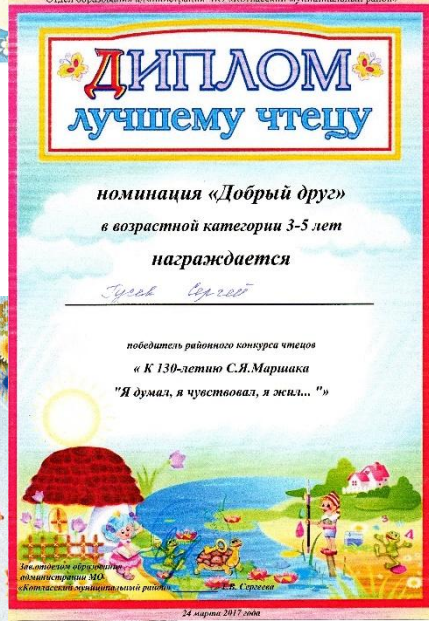 Отдел образования администрации МО «Котласский муниципальный район»
ДИПЛОМ
лучшему чтецу
номинация «Добрый друг»
в возрастной категории 3-5 лет
награждается
Гусев Сергей
победитель районного конкурса чтецов
« К 130-летию С.Я.Маршака
"Я думал, я чувствовал, я жил... "»
Зав.отделом образования
администрации МО
«Котласский муниципальный район» Е.В. Сергеева
24 марта 2017 года